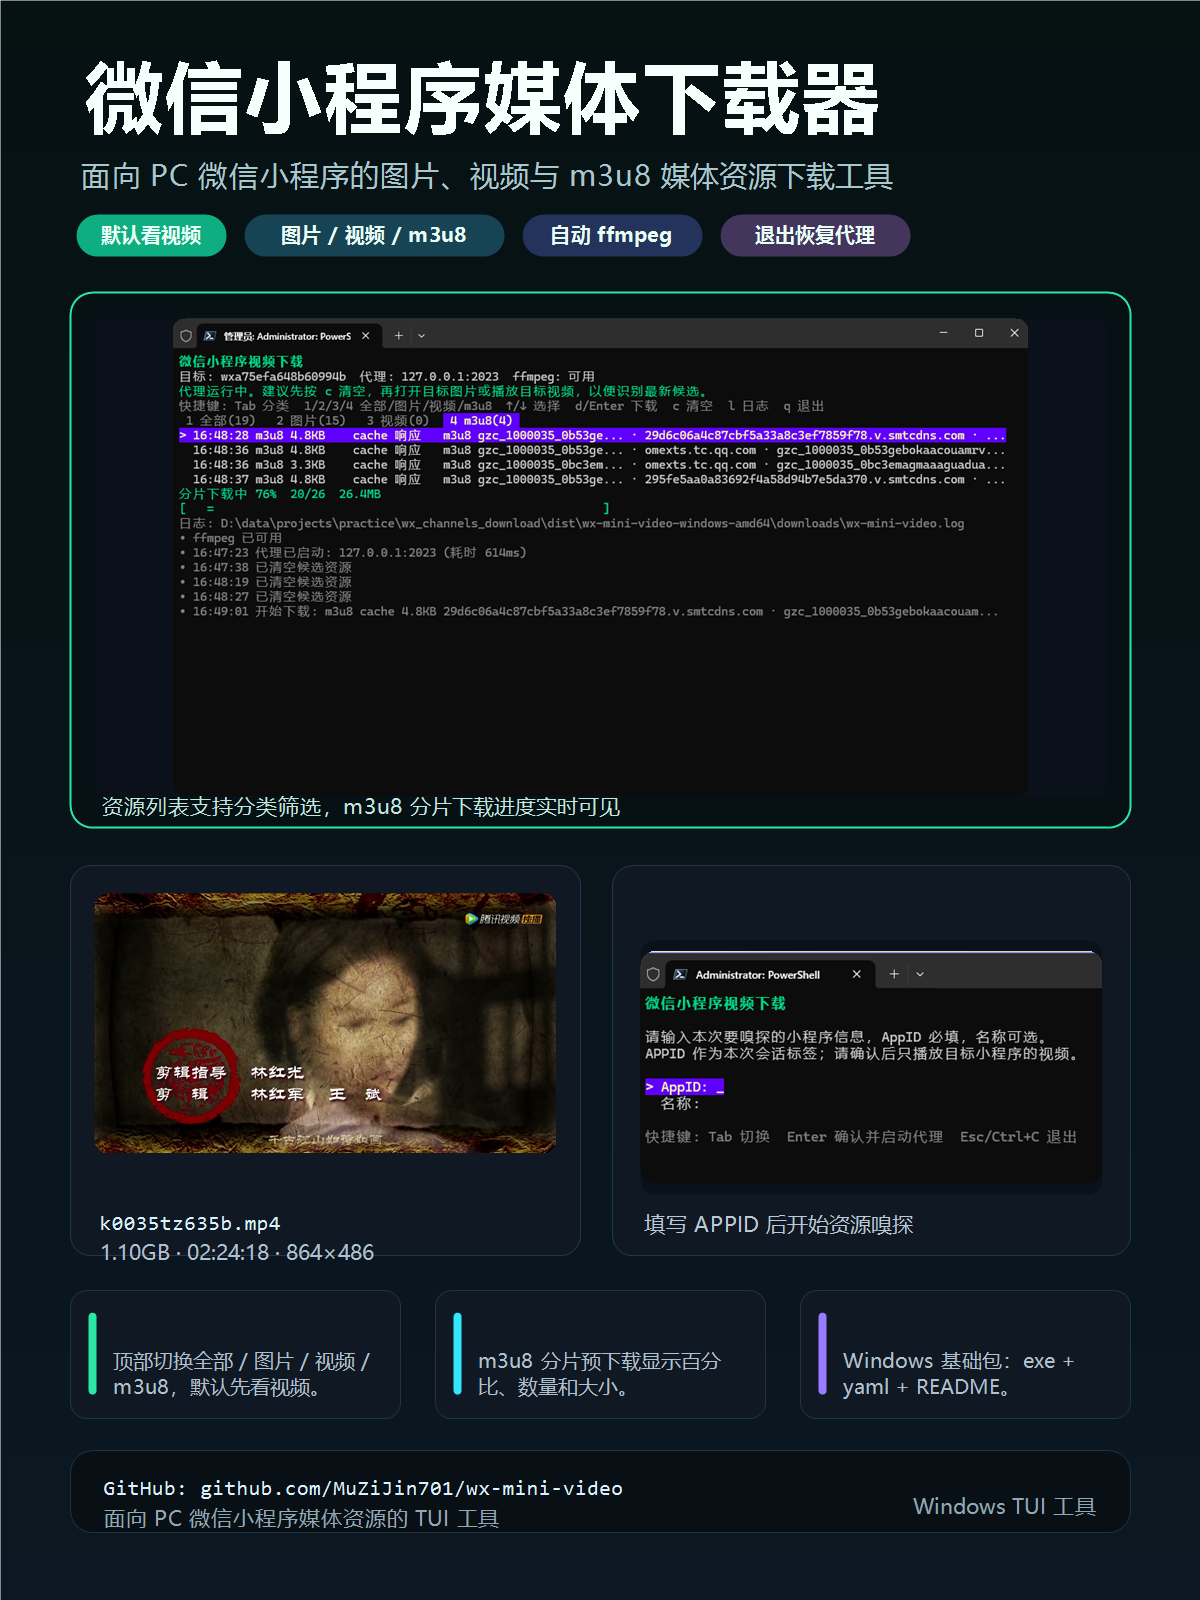 微信小程序媒体下载器
面向 PC 微信小程序的图片、视频与 m3u8 媒体资源下载工具
默认看视频 图片 / 视频 / m3u8 自动 ffmpeg 退出恢复代理
管理员: Administrator: PowerS
微信小程序视频下载
目标: wxa75efa648b60994b 代理: 127.0.0.1:2023 ffmpeg: 可用
代理运行中。建议先按 c 清空，再打开目标图片或播放目标视频，以便识别最新候选。
快捷键: Tab 分类 1/2/3/4 全部/图片/视频/m3u8 ↑/↓ 选择 d/Enter 下载 c 清空 l 日志 q 退出
1 全部(19) 2 图片(15) 3 视频(0) 4 m3u8(4)
> 16:48:28 m3u8 4.8KB cache 响应 m3u8 gzc_1000035_0b53ge... · 29d6c06a4c87cbf5a33a8c3ef7859f78.v.smtcdns.com · ...
16:48:36 m3u8 4.8KB cache 响应 m3u8 gzc_1000035_0b53ge... · omexts.tc.qq.com · gzc_1000035_0b53gebokaacouamrv...
16:48:36 m3u8 3.3KB cache 响应 m3u8 gzc_1000035_0bc3em... · omexts.tc.qq.com · gzc_1000035_0bc3emagmaaaguadua...
16:48:37 m3u8 4.8KB cache 响应 m3u8 gzc_1000035_0b53ge... · 295fe5aa0a83692f4a58d94b7e5da370.v.smtcdns.com · ...
分片下载中 76% 20/26 26.4MB
[ = ]
日志: D:\data\projects\practice\wx_channels_download\dist\wx-mini-video-windows-amd64\downloads\wx-mini-video.log
• ffmpeg 已可用
• 16:47:23 代理已启动: 127.0.0.1:2023 (耗时 614ms)
• 16:47:38 已清空候选资源
• 16:48:19 已清空候选资源
• 16:48:27 已清空候选资源
• 16:49:01 开始下载: m3u8 cache 4.8KB 29d6c06a4c87cbf5a33a8c3ef7859f78.v.smtcdns.com · gzc_1000035_0b53gebokaacouam...
资源列表支持分类筛选，m3u8 分片下载进度实时可见
腾讯视频
剪辑指导 林红光
剪 辑 林红军 王 斌
千古江山如诗如画
k0035tz635b.mp4
1.10GB · 02:24:18 · 864×486
Administrator: PowerShell
微信小程序视频下载
请输入本次要嗅探的小程序信息，AppID 必填，名称可选。
APPID 作为本次会话标签；请确认后只播放目标小程序的视频。
> AppID: _
名称:
快捷键: Tab 切换 Enter 确认并启动代理 Esc/Ctrl+C 退出
填写 APPID 后开始资源嗅探
顶部切换全部 / 图片 / 视频 /
m3u8，默认先看视频。
m3u8 分片预下载显示百分
比、数量和大小。
Windows 基础包：exe +
yaml + README。
GitHub: github.com/MuZiJin701/wx-mini-video
面向 PC 微信小程序媒体资源的 TUI 工具
Windows TUI 工具